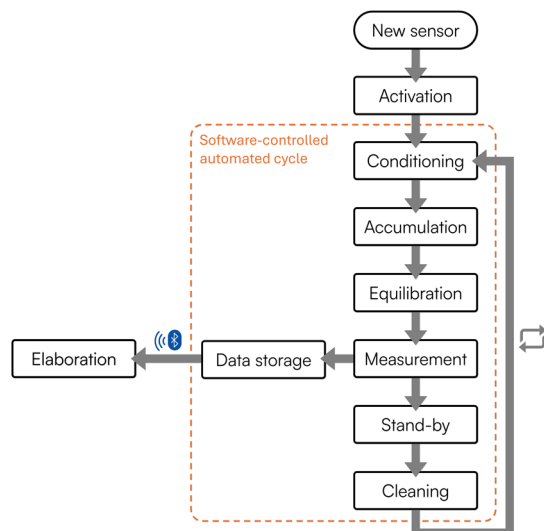 New sensor
Activation
Software-controlled
automated cycle
Conditioning
Accumulation
Equilibration
Elaboration
Data storage
Measurement
Stand-by
Cleaning